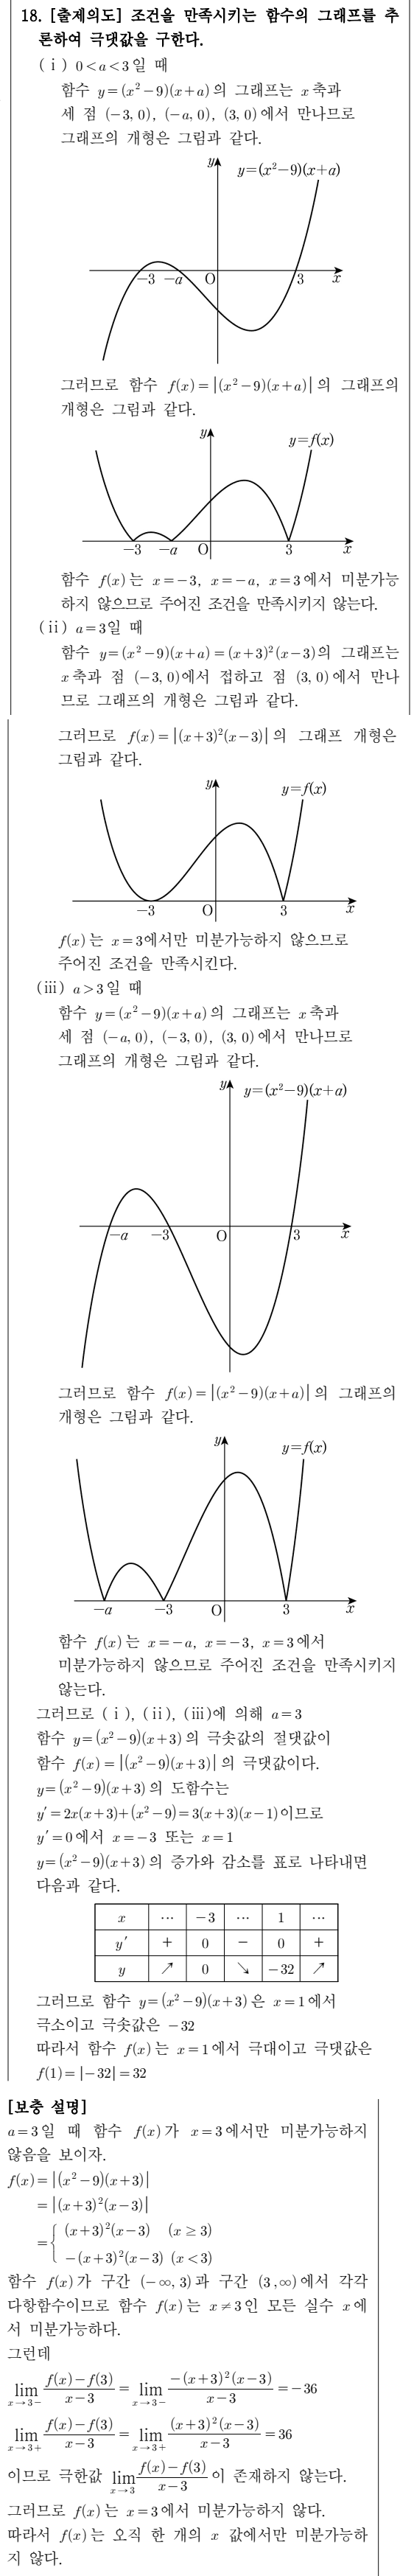 18. [출제의도] 조건을 만족시키는 함수의 그래프를 추
론하여 극댓값을 구한다.
(ⅰ) 0<a<3일 때
함수 y=(x²-9)(x+a)의 그래프는 x축과
세 점 (-3, 0), (-a, 0), (3, 0)에서 만나므로
그래프의 개형은 그림과 같다.
y
y=(x²-9)(x+a)
-3 -a O 3 x
그러므로 함수 f(x)=|(x²-9)(x+a)|의 그래프의
개형은 그림과 같다.
y
y=f(x)
-3 -a O 3 x
함수 f(x)는 x=-3, x=-a, x=3에서 미분가능
하지 않으므로 주어진 조건을 만족시키지 않는다.
(ⅱ) a=3일 때
함수 y=(x²-9)(x+a)=(x+3)²(x-3)의 그래프는
x축과 점 (-3, 0)에서 접하고 점 (3, 0)에서 만나
므로 그래프의 개형은 그림과 같다.
그러므로 f(x)=|(x+3)²(x-3)|의 그래프 개형은
그림과 같다.
y
y=f(x)
-3 O 3 x
f(x)는 x=3에서만 미분가능하지 않으므로
주어진 조건을 만족시킨다.
(ⅲ) a>3일 때
함수 y=(x²-9)(x+a)의 그래프는 x축과
세 점 (-a, 0), (-3, 0), (3, 0)에서 만나므로
그래프의 개형은 그림과 같다.
y
y=(x²-9)(x+a)
-a -3 O 3 x
그러므로 함수 f(x)=|(x²-9)(x+a)|의 그래프의
개형은 그림과 같다.
y
y=f(x)
-a -3 O 3 x
함수 f(x)는 x=-a, x=-3, x=3에서
미분가능하지 않으므로 주어진 조건을 만족시키지
않는다.
그러므로 (ⅰ), (ⅱ), (ⅲ)에 의해 a=3
함수 y=(x²-9)(x+3)의 극솟값의 절댓값이
함수 f(x)=|(x²-9)(x+3)|의 극댓값이다.
y=(x²-9)(x+3)의 도함수는
y′=2x(x+3)+(x²-9)=3(x+3)(x-1)이므로
y′=0에서 x=-3 또는 x=1
y=(x²-9)(x+3)의 증가와 감소를 표로 나타내면
다음과 같다.
x … -3 … 1 …
y′ + 0 - 0 +
y ↗ 0 ↘ -32 ↗
그러므로 함수 y=(x²-9)(x+3)은 x=1에서
극소이고 극솟값은 -32
따라서 함수 f(x)는 x=1에서 극대이고 극댓값은
f(1)=|-32|=32
[보충 설명]
a=3일 때 함수 f(x)가 x=3에서만 미분가능하지
않음을 보이자.
f(x)=|(x²-9)(x+3)|
=|(x+3)²(x-3)|
={ (x+3)²(x-3) (x≥3)
-(x+3)²(x-3) (x<3)
함수 f(x)가 구간 (-∞, 3)과 구간 (3, ∞)에서 각각
다항함수이므로 함수 f(x)는 x≠3인 모든 실수 x에
서 미분가능하다.
그런데
lim x→3- (f(x)-f(3))/(x-3) = lim x→3- (-(x+3)²(x-3))/(x-3) = -36
lim x→3+ (f(x)-f(3))/(x-3) = lim x→3+ ((x+3)²(x-3))/(x-3) = 36
이므로 극한값 lim x→3 (f(x)-f(3))/(x-3) 이 존재하지 않는다.
그러므로 f(x)는 x=3에서 미분가능하지 않다.
따라서 f(x)는 오직 한 개의 x 값에서만 미분가능하
지 않다.